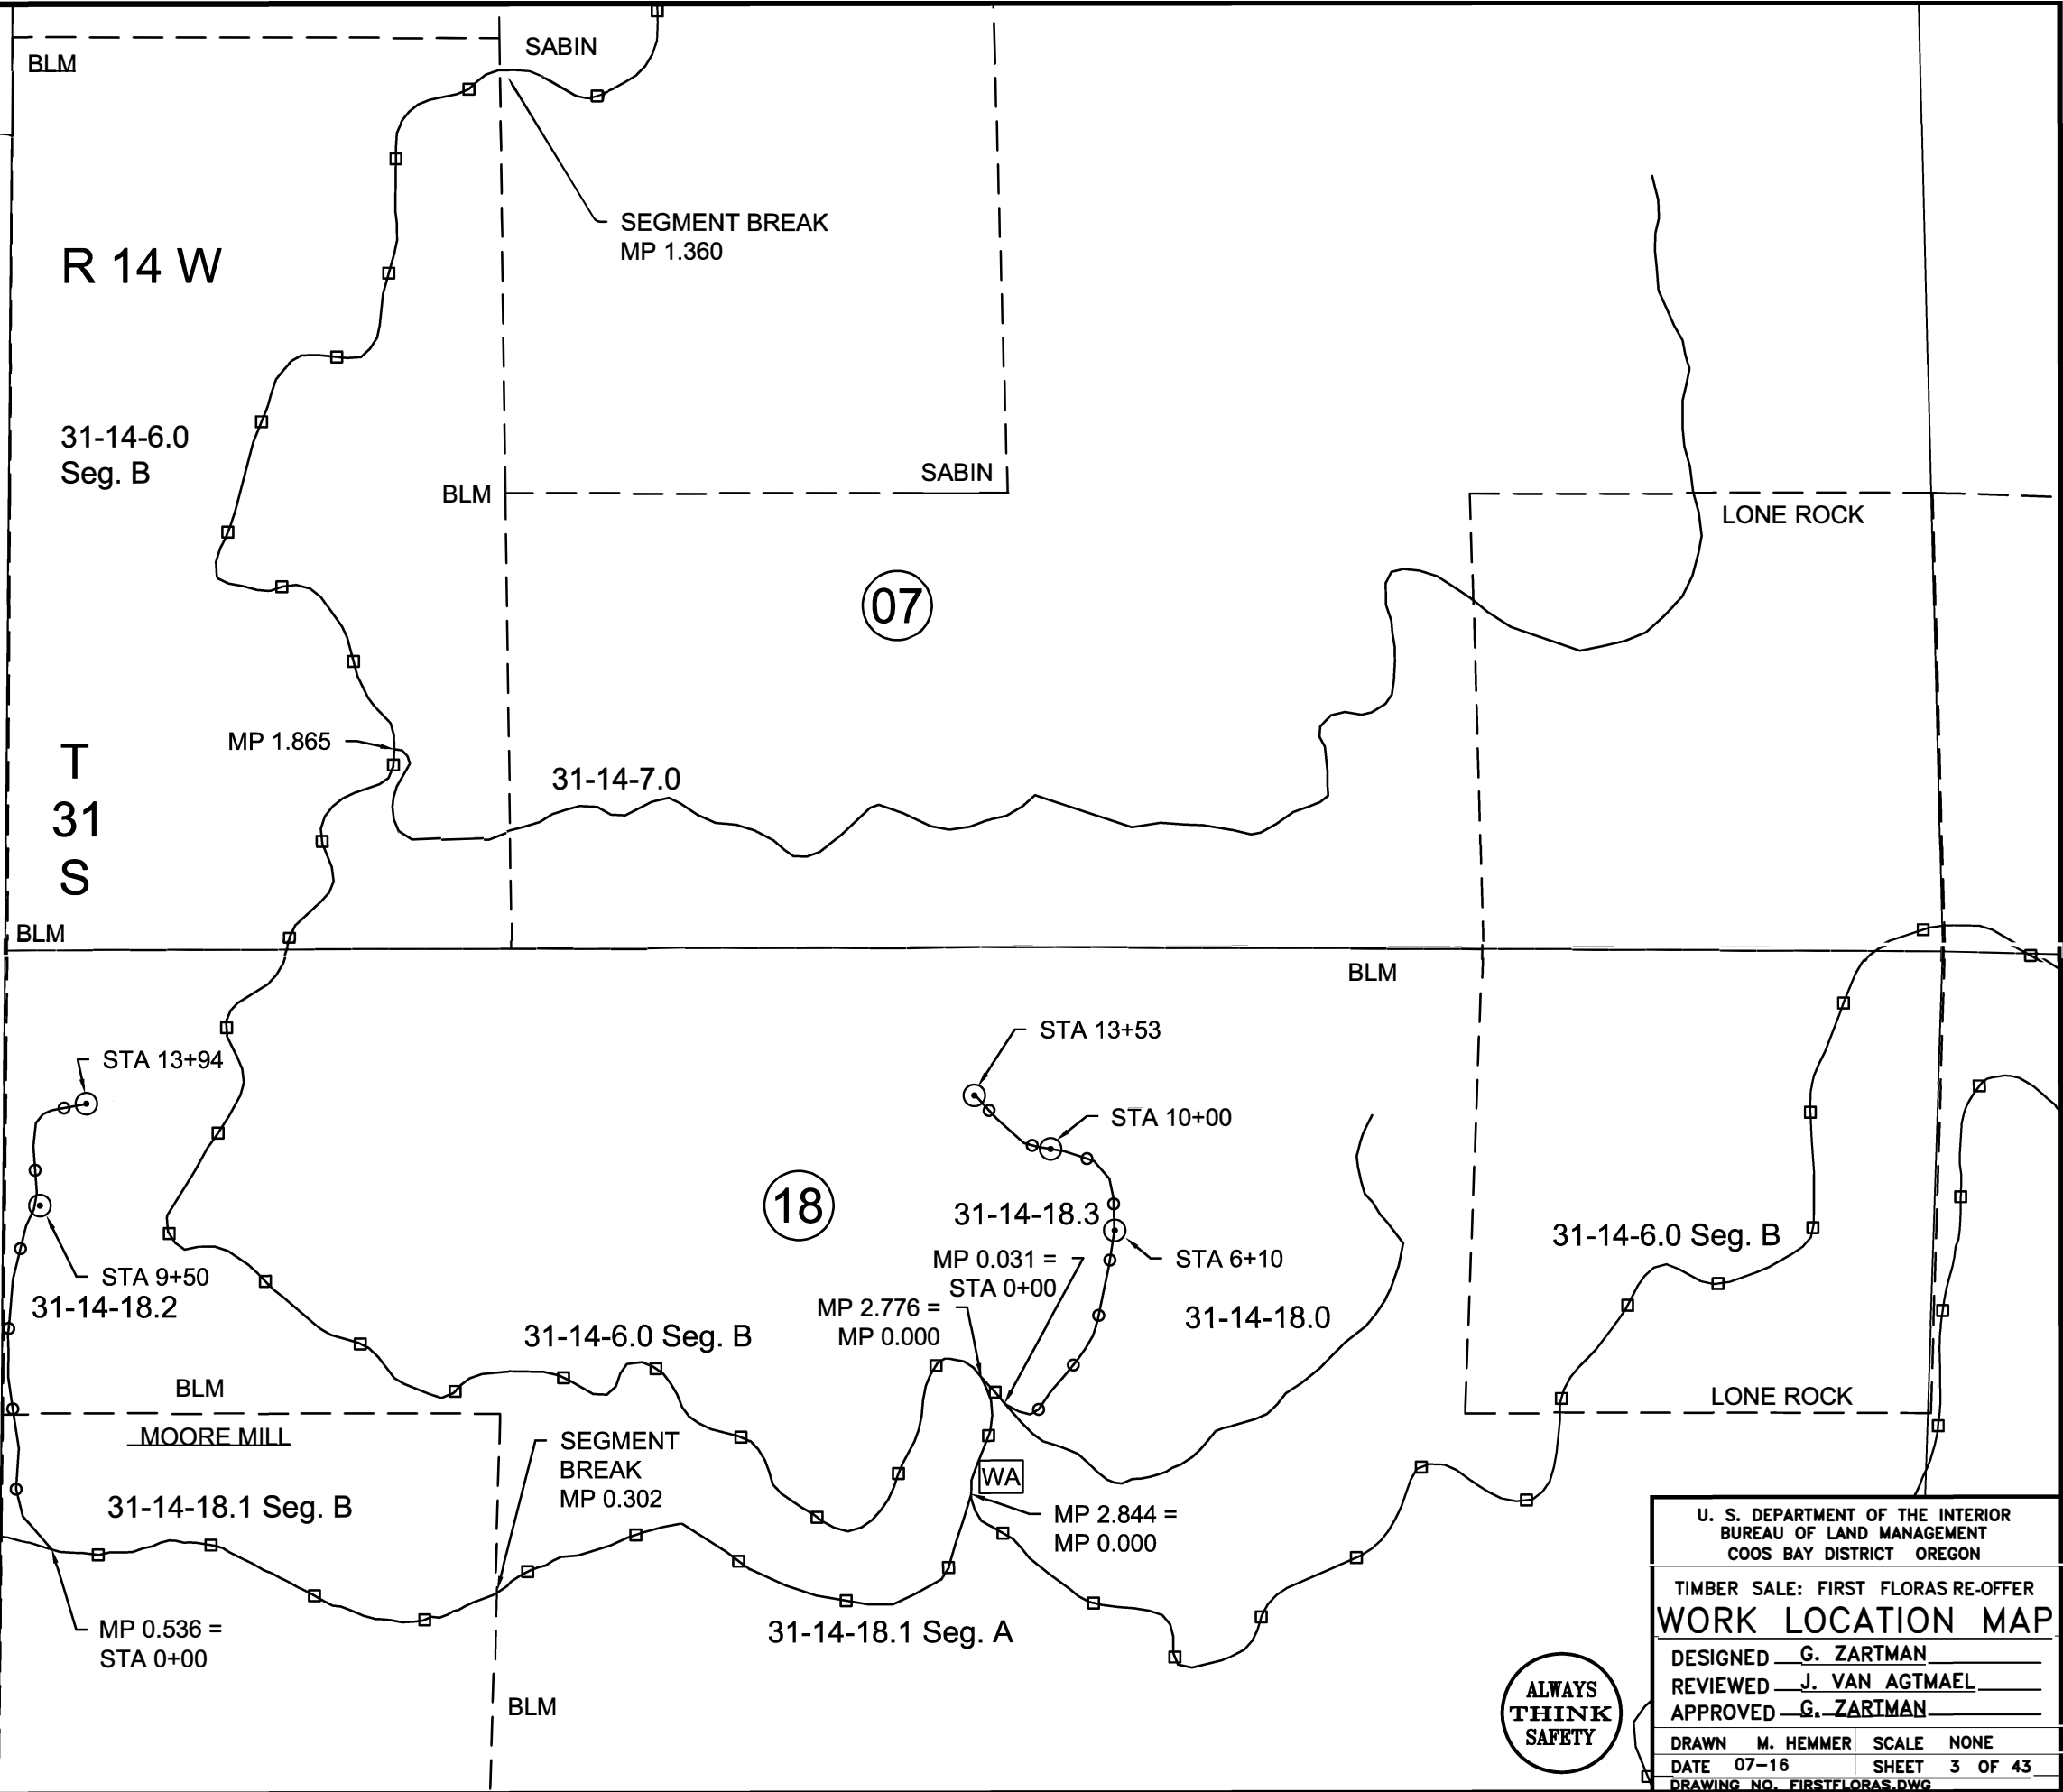 SABIN
BLM
SEGMENT BREAK
MP 1.360
R 14 W
31-14-6.0
Seg. B
SABIN
BLM
LONE ROCK
07
MP 1.865
T
31
S
31-14-7.0
BLM
BLM
STA 13+94
STA 13+53
STA 10+00
18
31-14-18.3
STA 9+50
31-14-18.2
MP 0.031 =
STA 0+00
STA 6+10
31-14-6.0 Seg. B
MP 2.776 =
MP 0.000
31-14-18.0
31-14-6.0 Seg. B
BLM
MOORE MILL
LONE ROCK
SEGMENT
BREAK
MP 0.302
WA
31-14-18.1 Seg. B
MP 2.844 =
MP 0.000
MP 0.536 =
STA 0+00
31-14-18.1 Seg. A
BLM
ALWAYS
THINK
SAFETY
U. S. DEPARTMENT OF THE INTERIOR
BUREAU OF LAND MANAGEMENT
COOS BAY DISTRICT OREGON
TIMBER SALE: FIRST FLORAS RE-OFFER
WORK LOCATION MAP
DESIGNED G. ZARTMAN
REVIEWED J. VAN AGTMAEL
APPROVED G. ZARTMAN
DRAWN M. HEMMER SCALE NONE
DATE 07-16 SHEET 3 OF 43
DRAWING NO. FIRSTFLORAS.DWG